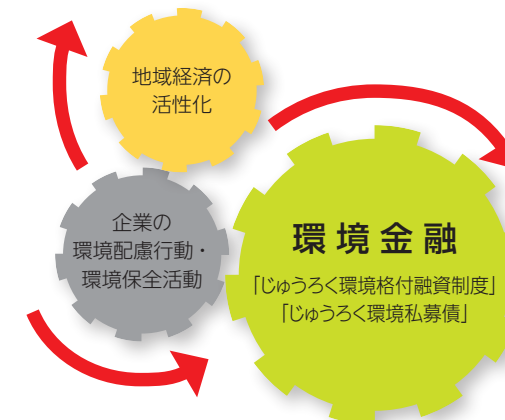 地域経済の
活性化
企業の
環境配慮行動・
環境保全活動
環境金融
「じゅうろく環境格付融資制度」
「じゅうろく環境私募債」